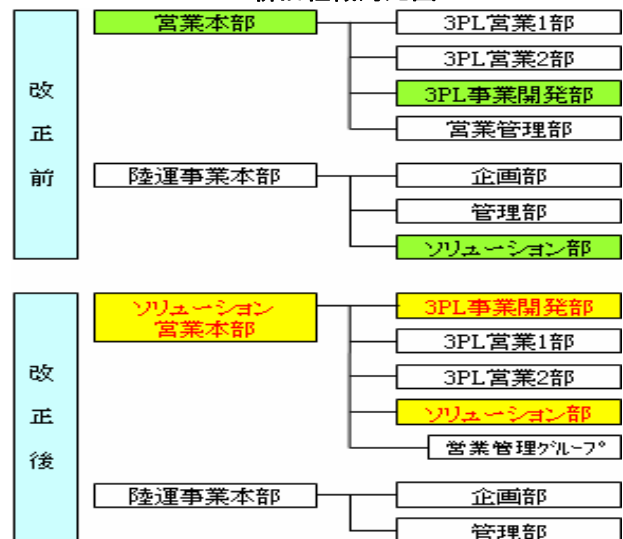 改正前
営業本部
3PL営業1部
3PL営業2部
3PL事業開発部
営業管理部
陸運事業本部
企画部
管理部
ソリューション部
改正後
ソリューション
営業本部
3PL事業開発部
3PL営業1部
3PL営業2部
ソリューション部
営業管理グループ
陸運事業本部
企画部
管理部